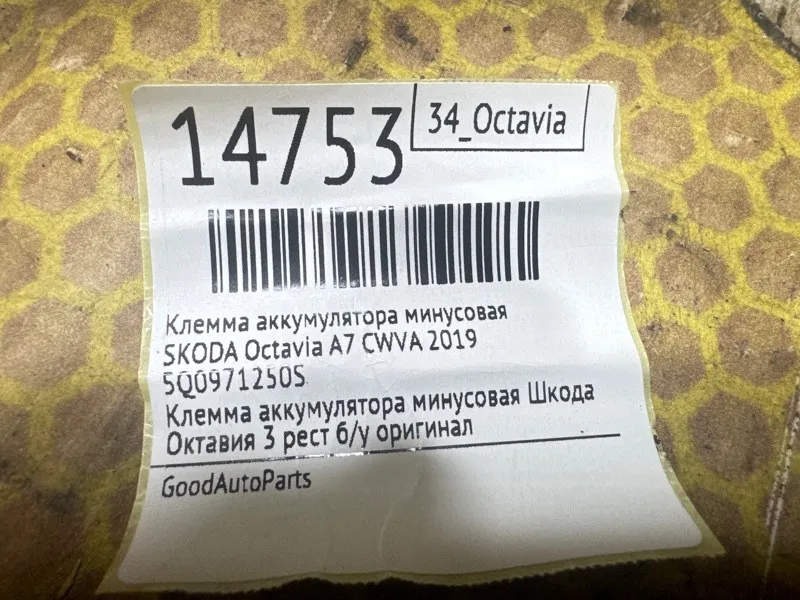 14753
34_Octavia
Клемма аккумулятора минусовая
SKODA Octavia A7 CWVA 2019
5Q0971250S
Клемма аккумулятора минусовая Шкода
Октавия 3 рест б/у оригинал
GoodAutoParts